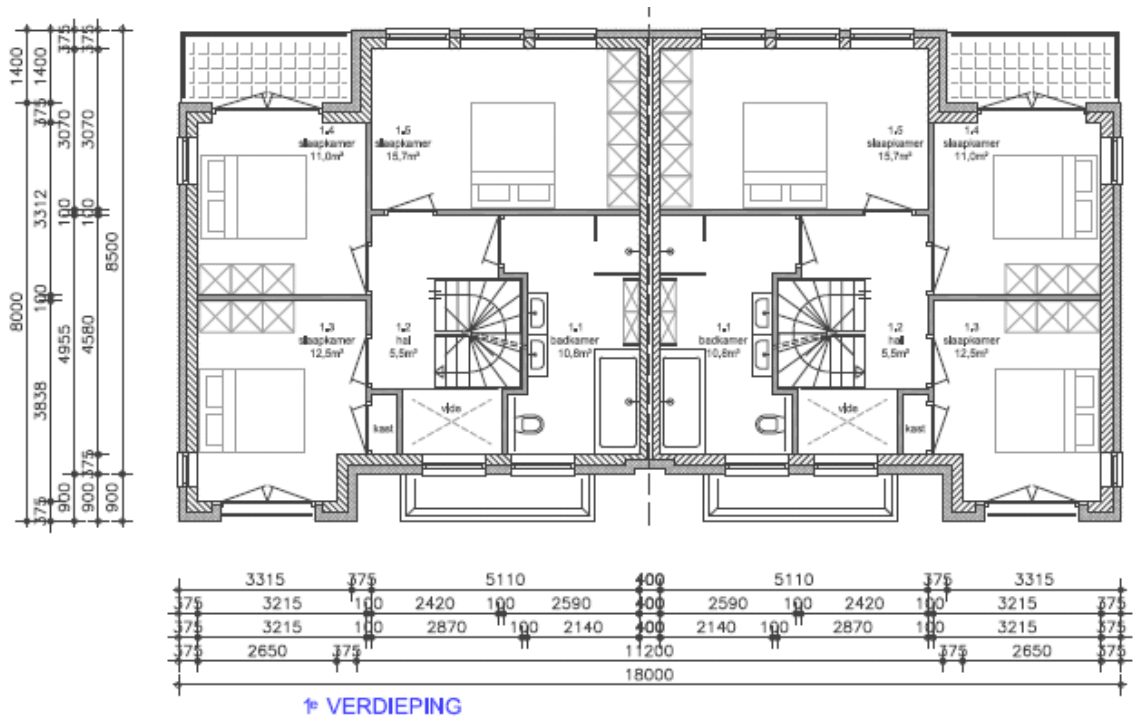 1.4
slaapkamer
11,0m²
1.5
slaapkamer
15,7m²
1.5
slaapkamer
15,7m²
1.4
slaapkamer
11,0m²
1.3
slaapkamer
12,5m²
1.2
hal
5,5m²
1.1
badkamer
10,8m²
1.1
badkamer
10,8m²
1.2
hal
5,5m²
1.3
slaapkamer
12,5m²
kast
vide
vide
kast
1400
8000
1400
375
3312
100
3838
375
375
3070
100
4955
900
375
3070
100
4580
375
900
8500
900
3315 375 5110 400 5110 375 3315
375 3215 100 2420 100 2590 400 2590 100 2420 100 3215 375
375 3215 100 2870 100 2140 400 2140 100 2870 100 3215 375
375 2650 375 11200 375 2650 375
18000
1e VERDIEPING